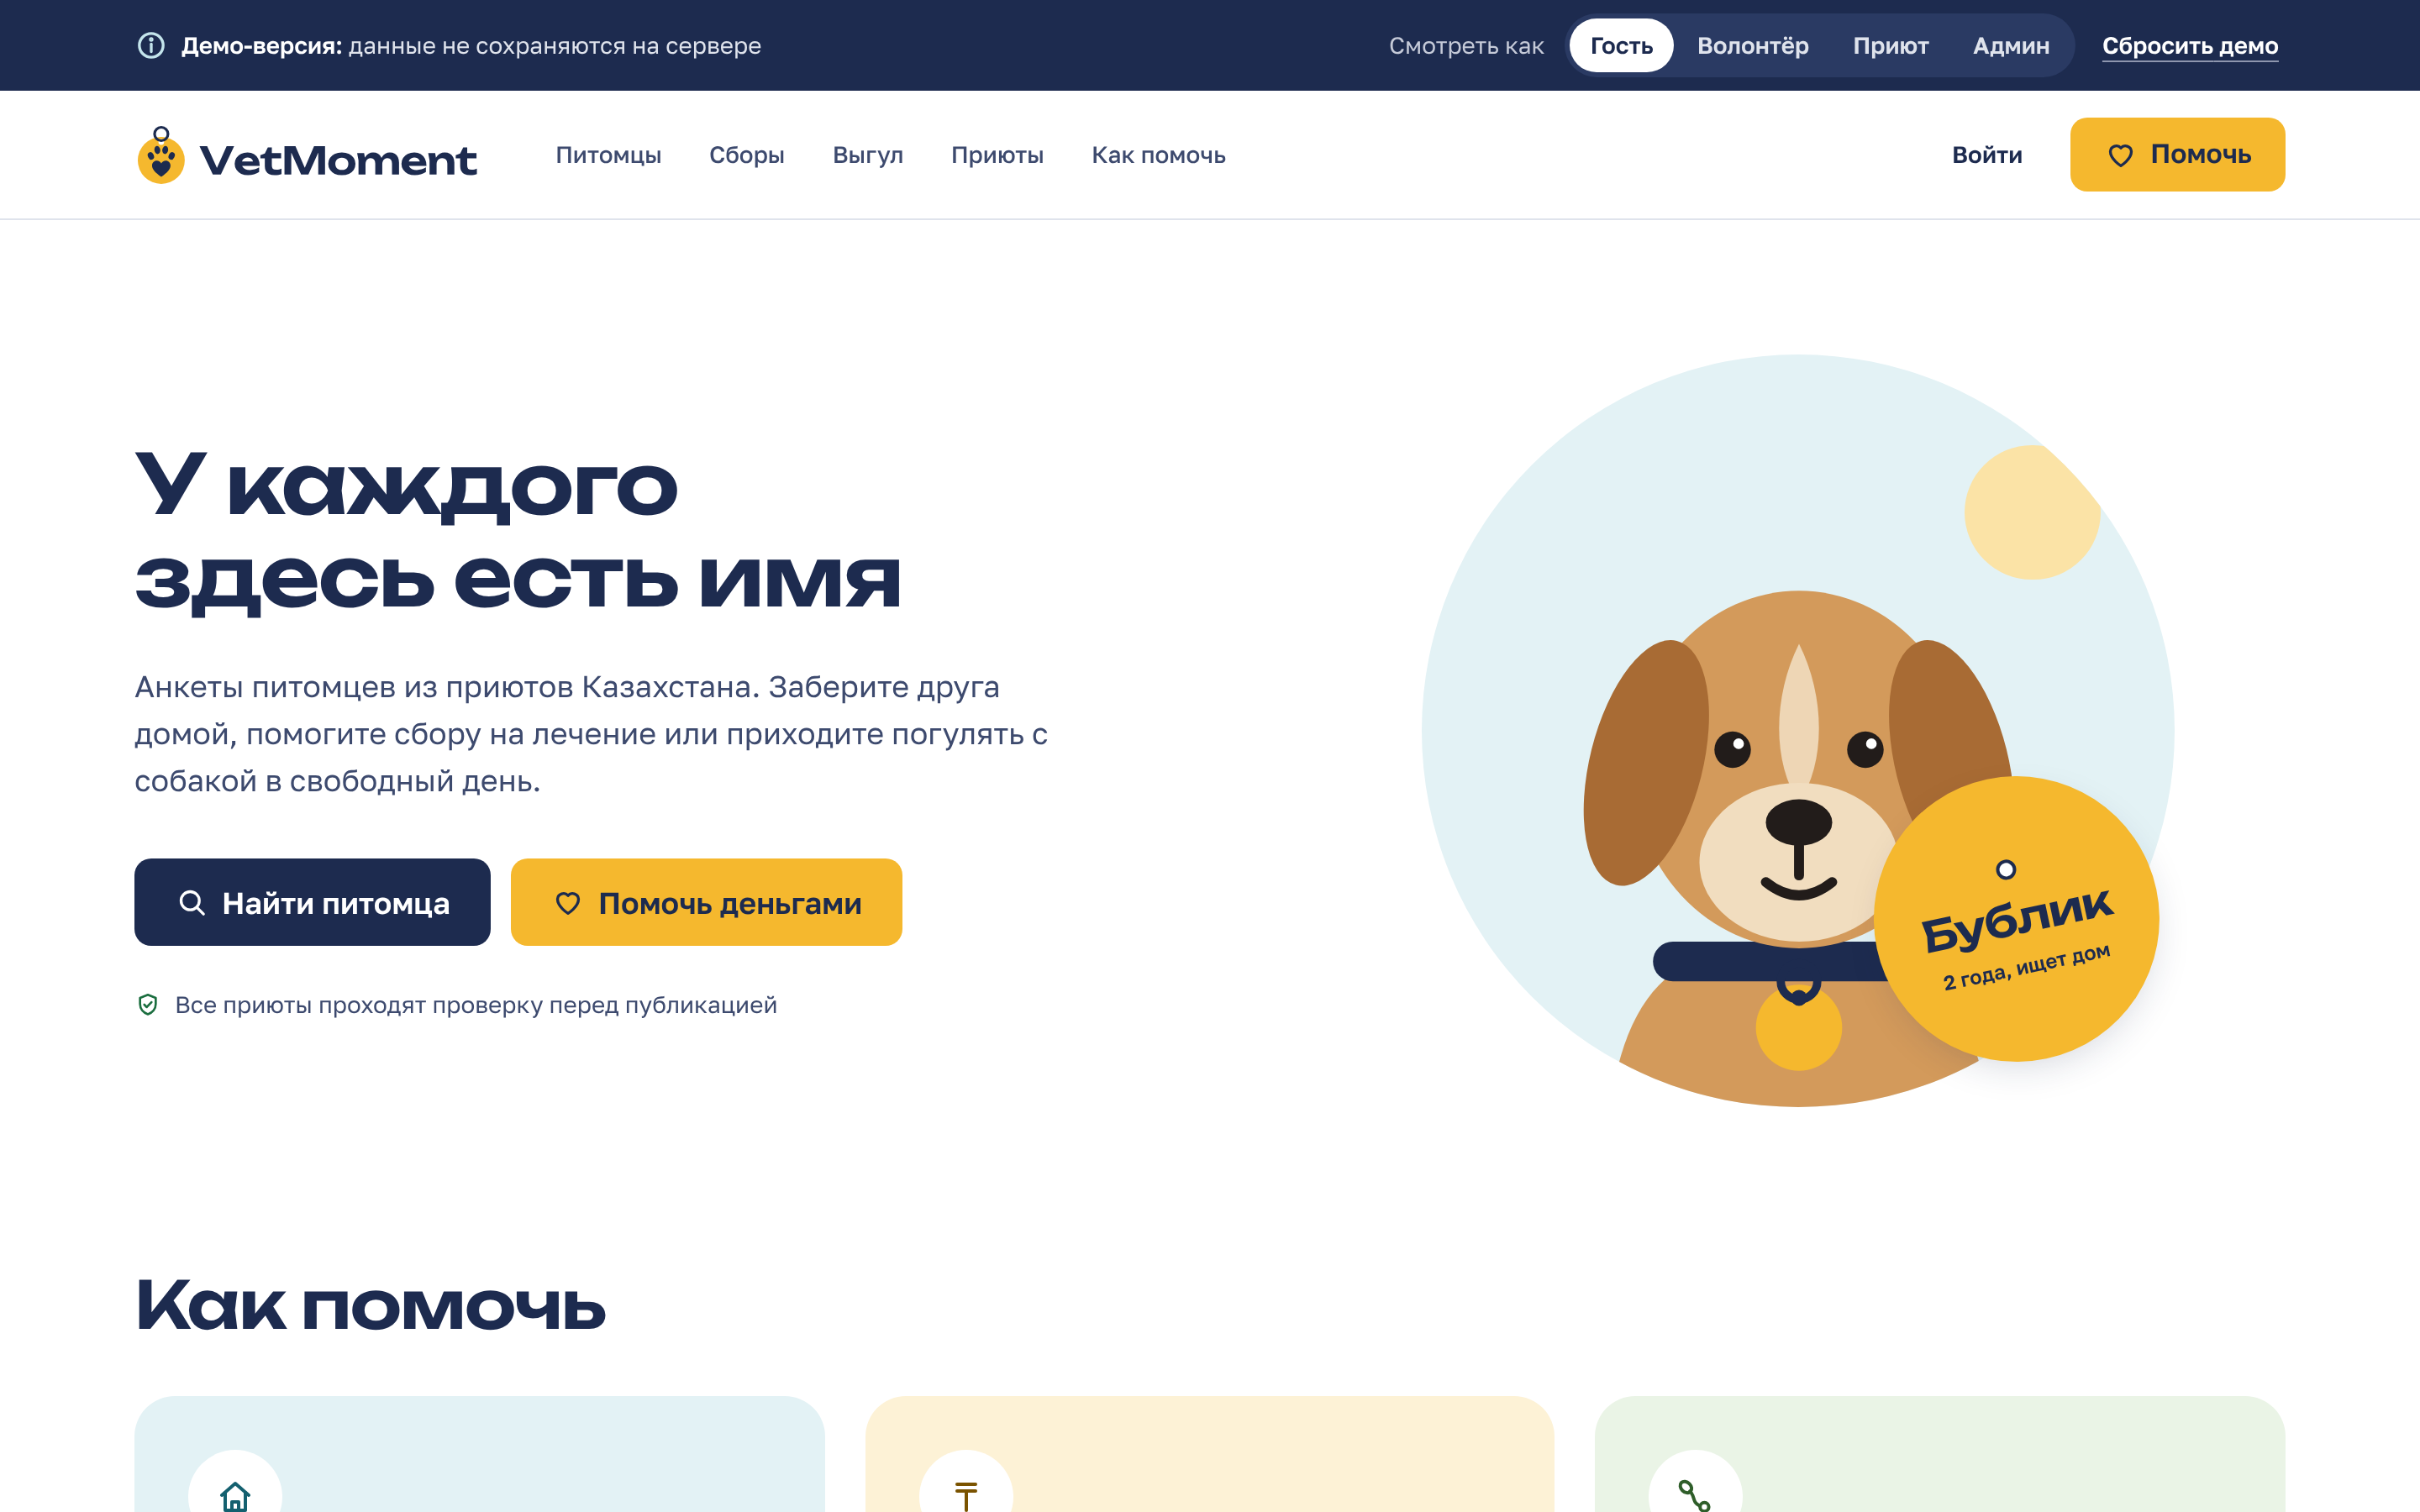 Демо-версия: данные не сохраняются на сервере
Смотреть как Гость Волонтёр Приют Админ Сбросить демо
VetMoment Питомцы Сборы Выгул Приюты Как помочь Войти Помочь
У каждого
здесь есть имя
Анкеты питомцев из приютов Казахстана. Заберите друга
домой, помогите сбору на лечение или приходите погулять с
собакой в свободный день.
Найти питомца Помочь деньгами
Все приюты проходят проверку перед публикацией
Бублик
2 года, ищет дом
Как помочь